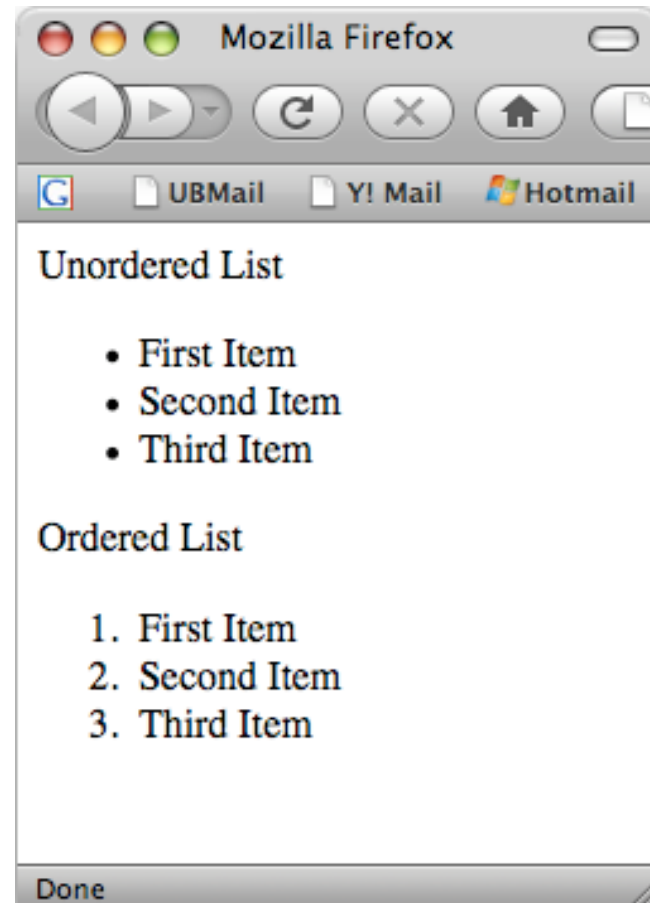 Mozilla Firefox
G UBMail Y! Mail Hotmail
Unordered List
• First Item
• Second Item
• Third Item
Ordered List
1. First Item
2. Second Item
3. Third Item
Done